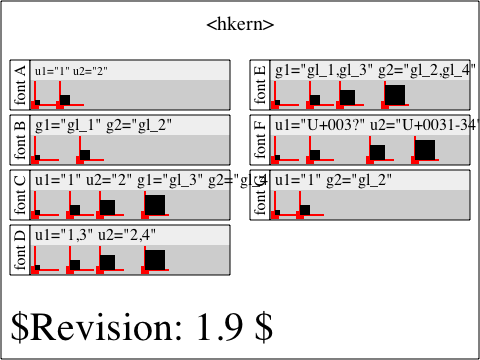 <hkern>
font A
u1="1" u2="2"
font B
g1="gl_1" g2="gl_2"
font C
u1="1" u2="2" g1="gl_3" g2="gl_4"
font D
u1="1,3" u2="2,4"
font E
g1="gl_1,gl_3" g2="gl_2,gl_4"
font F
u1="U+003?" u2="U+0031-34"
font G
u1="1" g2="gl_2"
$Revision: 1.9 $